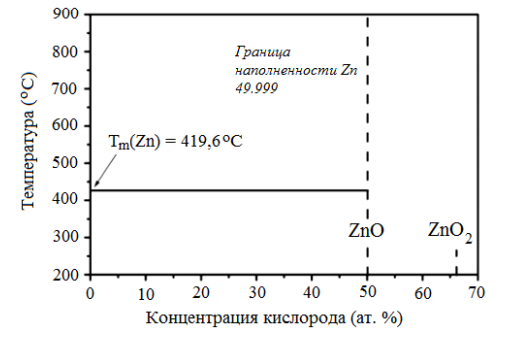 900
800
700
600
500
400
300
200
Температура (°C)
Граница
наполненности Zn
49.999
Tm(Zn) = 419,6°C
ZnO
ZnO2
0 10 20 30 40 50 60 70
Концентрация кислорода (ат. %)